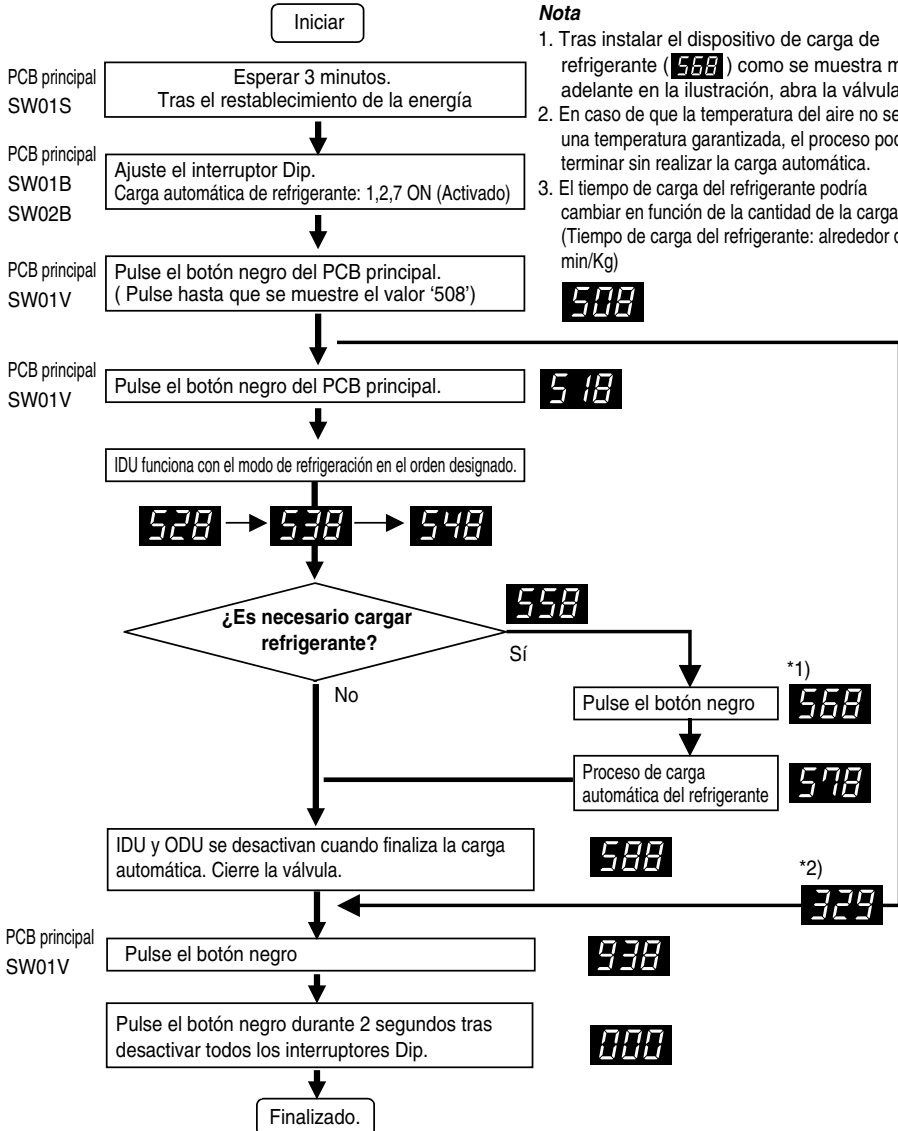 Iniciar
PCB principal
SW01S
Esperar 3 minutos.
Tras el restablecimiento de la energía
PCB principal
SW01B
SW02B
Ajuste el interruptor Dip.
Carga automática de refrigerante: 1,2,7 ON (Activado)
PCB principal
SW01V
Pulse el botón negro del PCB principal.
( Pulse hasta que se muestre el valor ‘508’)
Nota
1. Tras instalar el dispositivo de carga de
refrigerante ( 568 ) como se muestra
adelante en la ilustración, abra la válvula
2. En caso de que la temperatura del aire no
una temperatura garantizada, el proceso
terminar sin realizar la carga automática.
3. El tiempo de carga del refrigerante podría
cambiar en función de la cantidad de la carga
(Tiempo de carga del refrigerante: alrededor
min/Kg)
508
PCB principal
SW01V
Pulse el botón negro del PCB principal.
518
IDU funciona con el modo de refrigeración en el orden designado.
528 538 548
¿Es necesario cargar
refrigerante?
558
Sí
No
*1)
Pulse el botón negro
568
Proceso de carga
automática del refrigerante
578
IDU y ODU se desactivan cuando finaliza la carga
automática. Cierre la válvula.
588
*2)
329
PCB principal
SW01V
Pulse el botón negro
938
Pulse el botón negro durante 2 segundos tras
desactivar todos los interruptores Dip.
000
Finalizado.